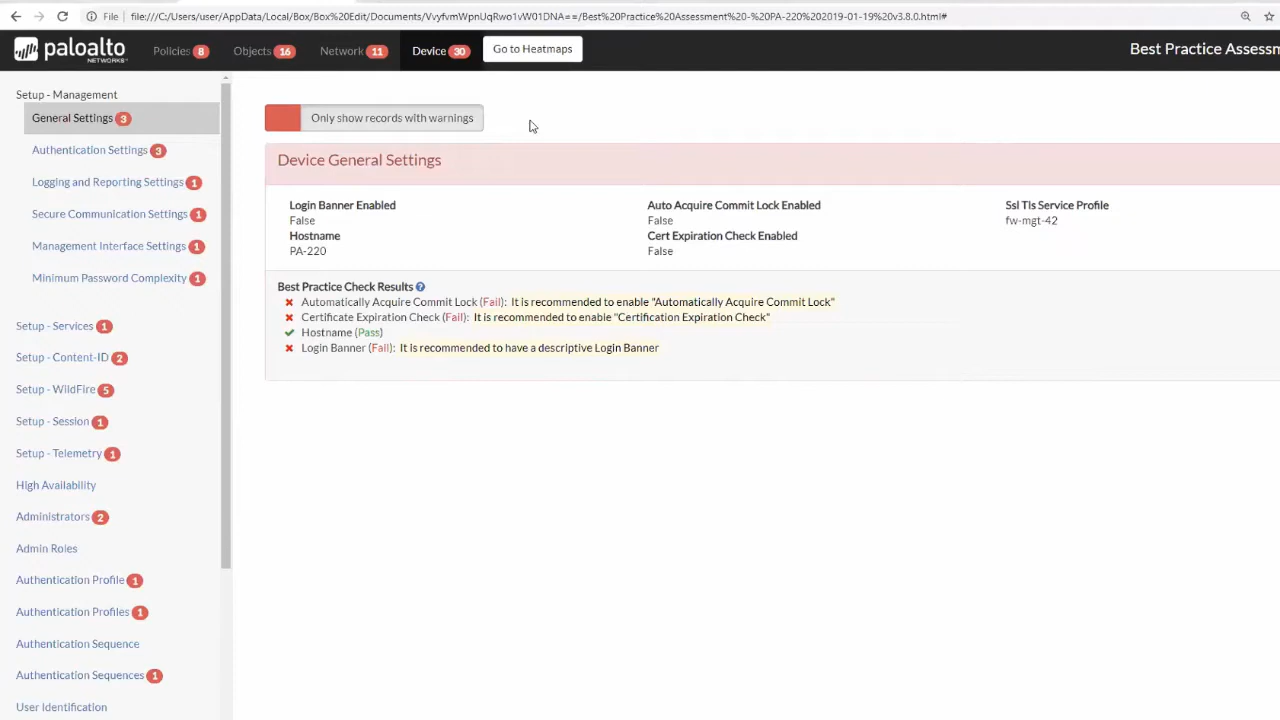 File | file:///C:/Users/user/AppData/Local/Box/Box%20Edit/Documents/VvyfvmWpnUqRwo1vW01DNA==/Best%20Practice%20Assessment%20-%20PA-220%202019-01-19%20v3.8.0.html#
paloalto NETWORKS
Policies 8 Objects 16 Network 11 Device 30 Go to Heatmaps Best Practice Assessm
Setup - Management
General Settings 3
Authentication Settings 3
Logging and Reporting Settings 1
Secure Communication Settings 1
Management Interface Settings 1
Minimum Password Complexity 1
Setup - Services 1
Setup - Content-ID 2
Setup - WildFire 5
Setup - Session 1
Setup - Telemetry 1
High Availability
Administrators 2
Admin Roles
Authentication Profile 1
Authentication Profiles 1
Authentication Sequence
Authentication Sequences 1
User Identification
Only show records with warnings
Device General Settings
Login Banner Enabled
False
Hostname
PA-220
Auto Acquire Commit Lock Enabled
False
Cert Expiration Check Enabled
False
Ssl Tls Service Profile
fw-mgt-42
Best Practice Check Results ?
Automatically Acquire Commit Lock (Fail): It is recommended to enable "Automatically Acquire Commit Lock"
Certificate Expiration Check (Fail): It is recommended to enable "Certification Expiration Check"
Hostname (Pass)
Login Banner (Fail): It is recommended to have a descriptive Login Banner